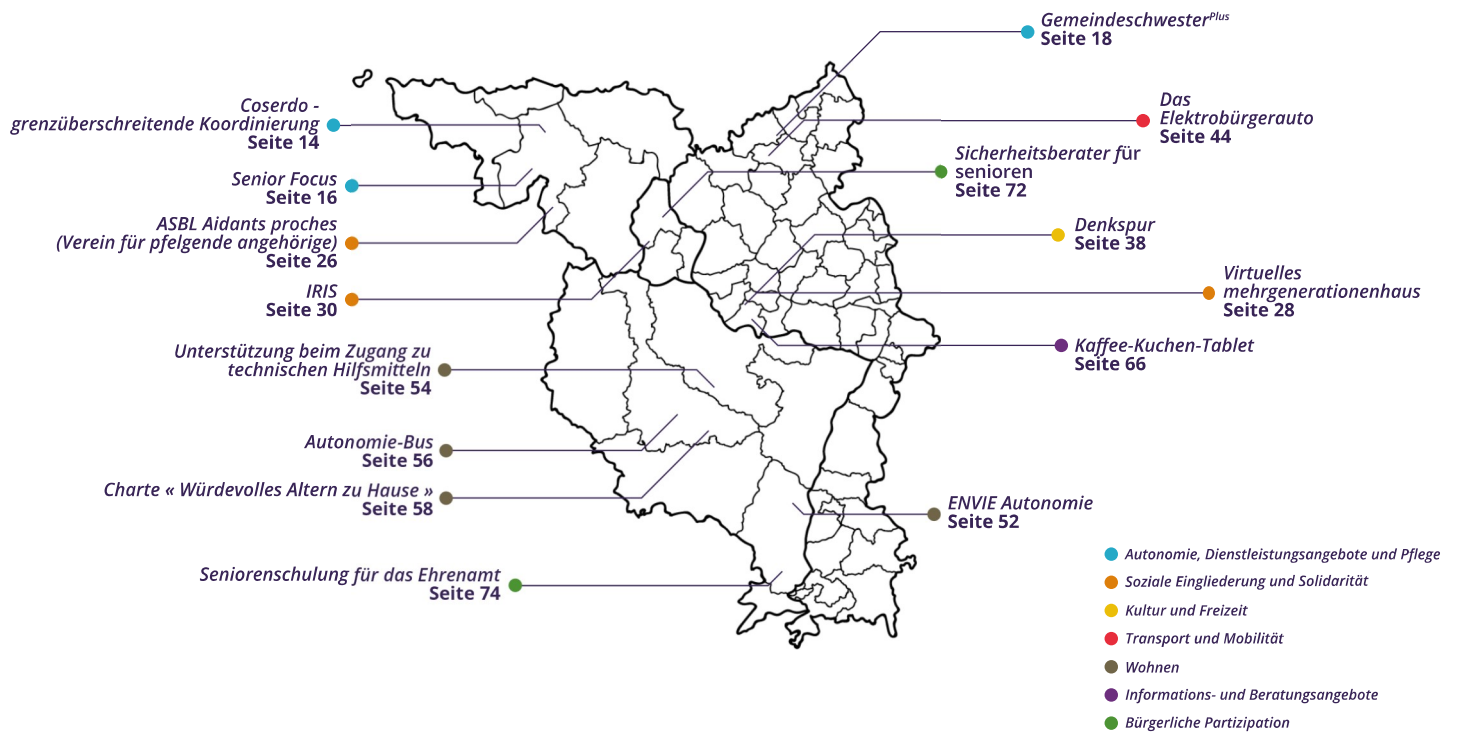 Gemeindeschwester Plus
Seite 18
Coserdo -
grenzüberschreitende Koordinierung
Seite 14
Das
Elektrobürgerauto
Seite 44
Sicherheitsberater für
senioren
Seite 72
Senior Focus
Seite 16
ASBL Aidants proches
(Verein für pfelgende angehörige)
Seite 26
Denkspur
Seite 38
Virtuelles
mehrgenerationenhaus
Seite 28
IRIS
Seite 30
Kaffee-Kuchen-Tablet
Seite 66
Unterstützung beim Zugang zu
technischen Hilfsmitteln
Seite 54
Autonomie-Bus
Seite 56
Charte « Würdevolles Altern zu Hause »
Seite 58
ENVIE Autonomie
Seite 52
Seniorenschulung für das Ehrenamt
Seite 74
Autonomie, Dienstleistungsangebote und Pflege
Soziale Eingliederung und Solidarität
Kultur und Freizeit
Transport und Mobilität
Wohnen
Informations- und Beratungsangebote
Bürgerliche Partizipation